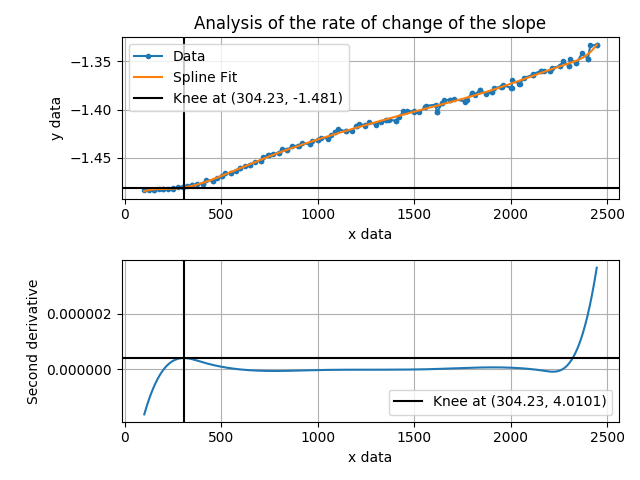 Analysis of the rate of change of the slope
Data
Spline Fit
Knee at (304.23, -1.481)
y data
−1.35
−1.40
−1.45
0 500 1000 1500 2000 2500
x data
Second derivative
0.000002
0.000000
Knee at (304.23, 4.0101)
0 500 1000 1500 2000 2500
x data